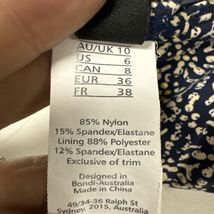 AU/UK 10
US 6
CAN 8
EUR 36
FR 38
85% Nylon
15% Spandex/Elastane
Lining 88% Polyester
12% Spandex/Elastane
Exclusive of trim
Designed in
Bondi-Australia
Made in China
49/34-36 Ralph St
Sydney, 2015, Australia